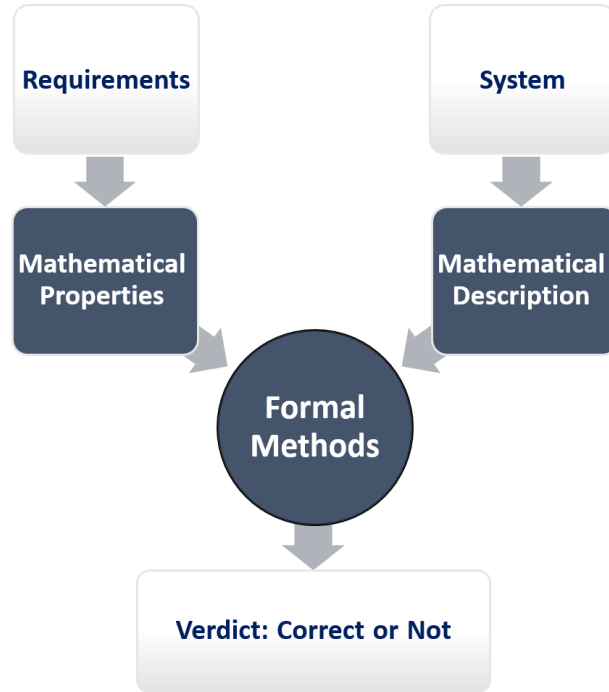 Requirements
System
Mathematical
Properties
Mathematical
Description
Formal
Methods
Verdict: Correct or Not